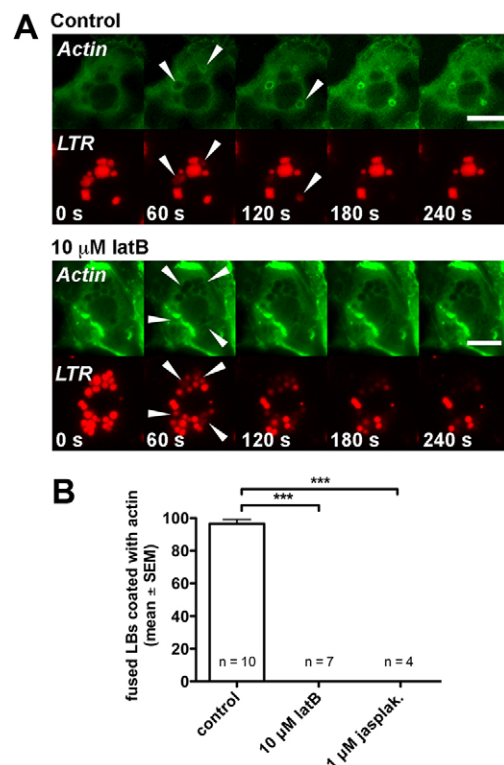 A
Control
Actin
LTR
0 s 60 s 120 s 180 s 240 s
10 μM latB
Actin
LTR
0 s 60 s 120 s 180 s 240 s
B
***
***
fused LBs coated with actin
(mean ± SEM)
100
80
60
40
20
0
n = 10 n = 7 n = 4
control
10 μM latB
1 μM jasplak.